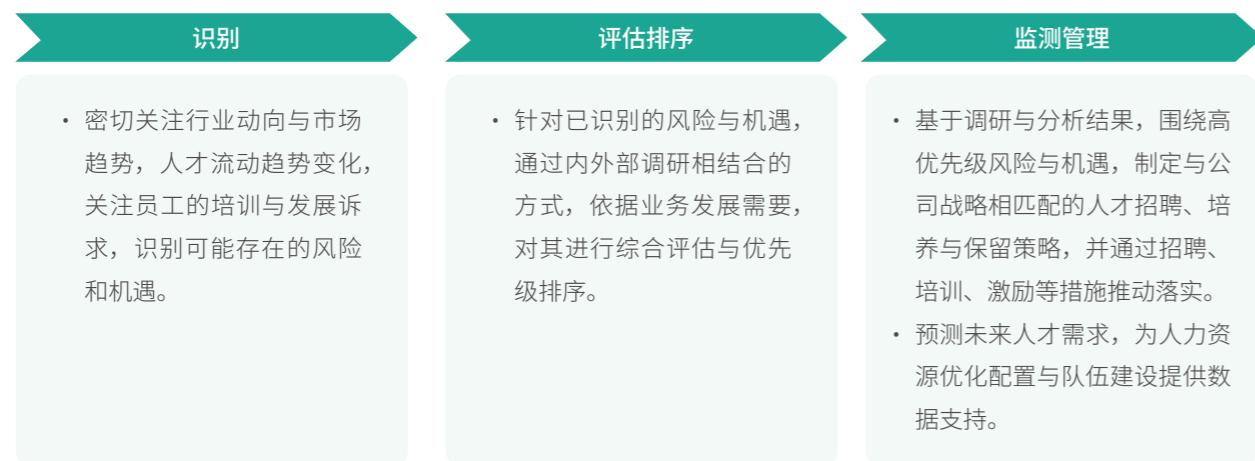 识别
• 密切关注行业动向与市场
趋势，人才流动趋势变化，
关注员工的培训与发展诉
求，识别可能存在的风险
和机遇。
评估排序
• 针对已识别的风险与机遇，
通过内外部调研相结合的
方式，依据业务发展需要，
对其进行综合评估与优先
级排序。
监测管理
• 基于调研与分析结果，围绕高
优先级风险与机遇，制定与公
司战略相匹配的人才招聘、培
养与保留策略，并通过招聘、
培训、激励等措施推动落实。
• 预测未来人才需求，为人力资
源优化配置与队伍建设提供数
据支持。